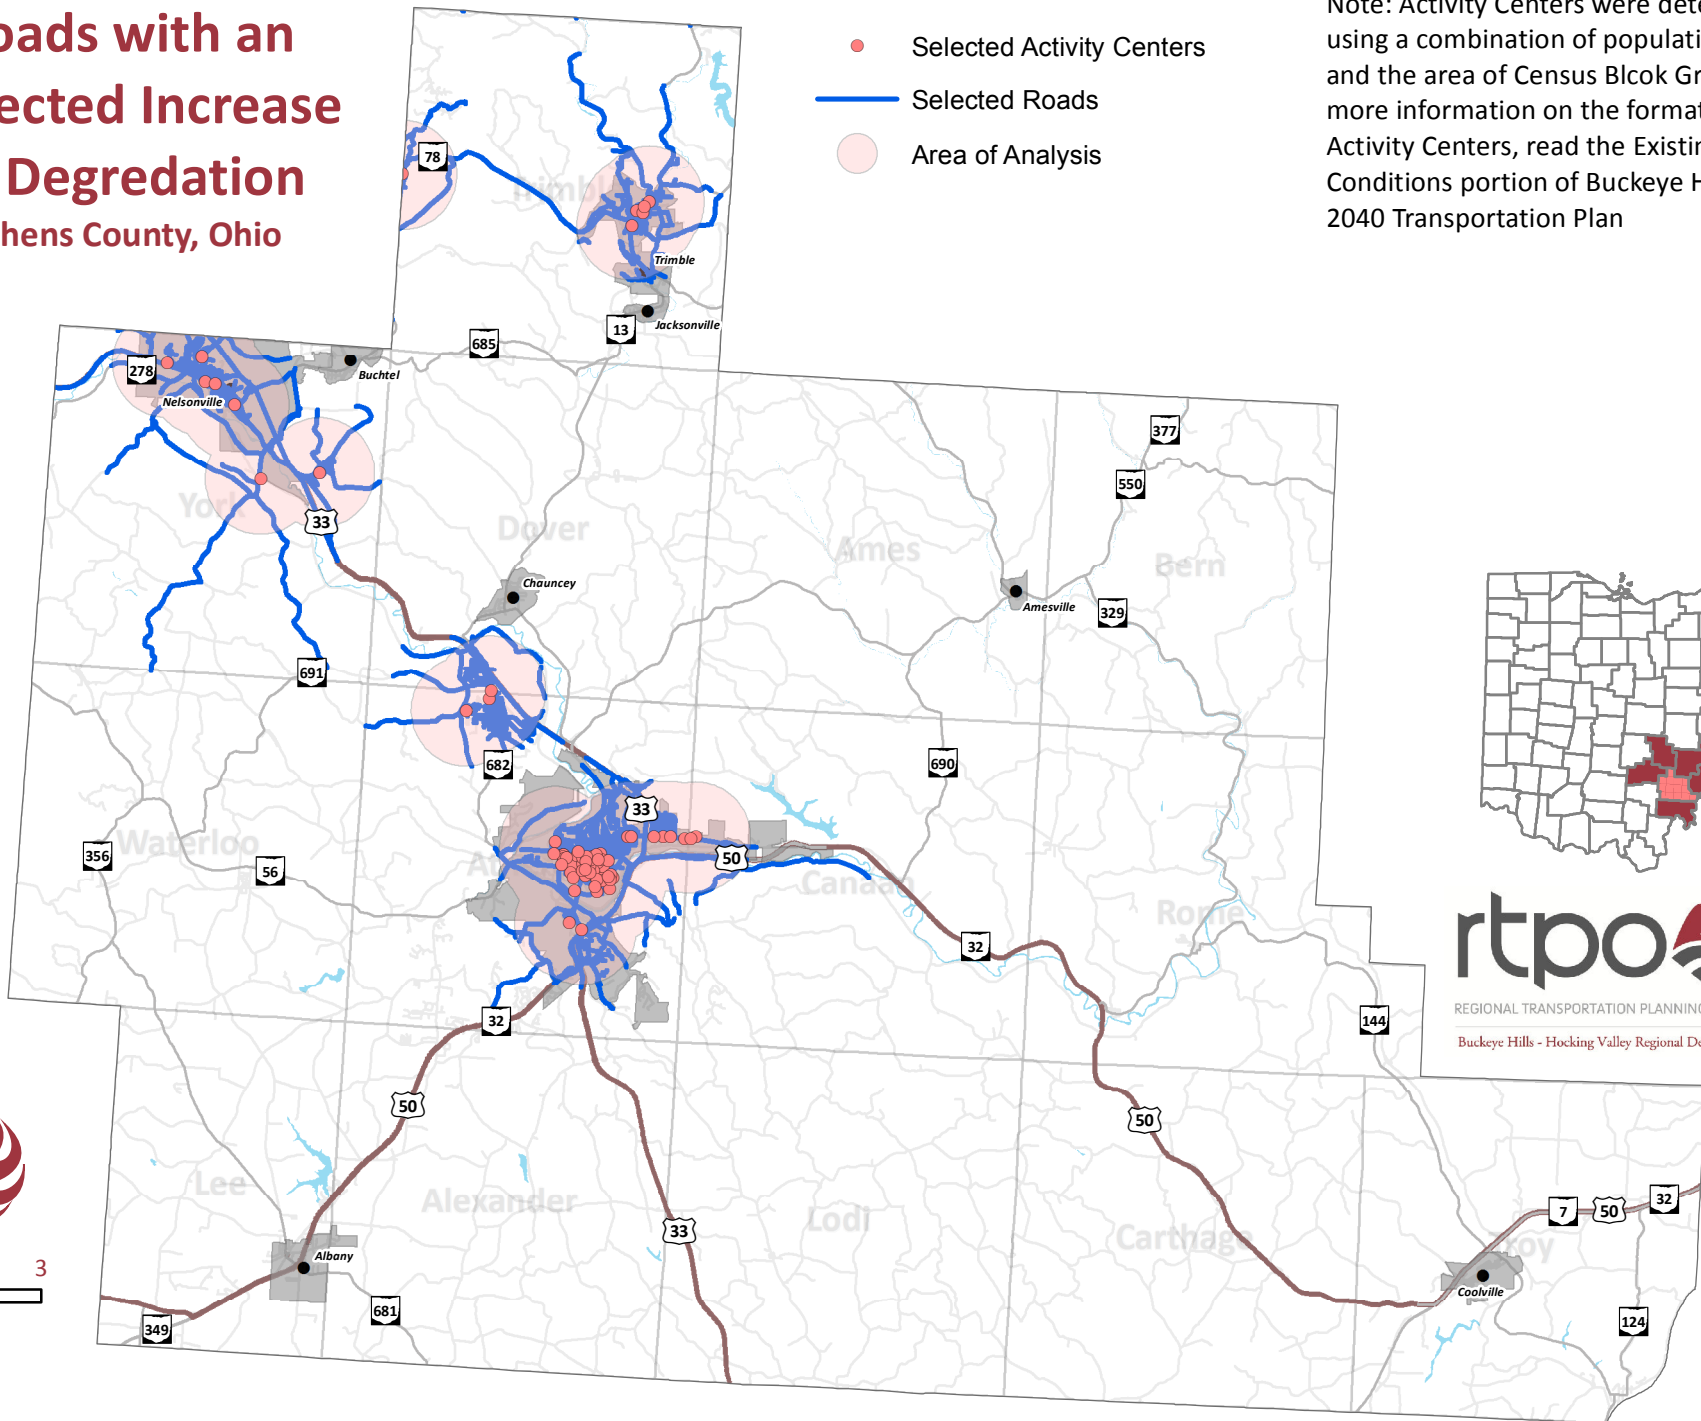 oads with an
ected Increase
Degredation
hens County, Ohio
Selected Activity Centers
Selected Roads
Area of Analysis
Note: Activity Centers were dete
using a combination of populati
and the area of Census Blcok Gr
more information on the format
Activity Centers, read the Existin
Conditions portion of Buckeye H
2040 Transportation Plan
78
Trimble
Trimble
Jacksonville
13
685
278
Buchtel
Nelsonville
377
550
York
33
Dover
Ames
Bern
Chauncey
Amesville
329
691
682
690
33
Waterloo
356
56
50
Canaan
Rome
32
rtpo
REGIONAL TRANSPORTATION PLANNING
Buckeye Hills - Hocking Valley Regional De
32
144
50
50
Lee
Alexander
Lodi
Carthage
33
7
50
32
roy
Albany
Coolville
3
681
349
124